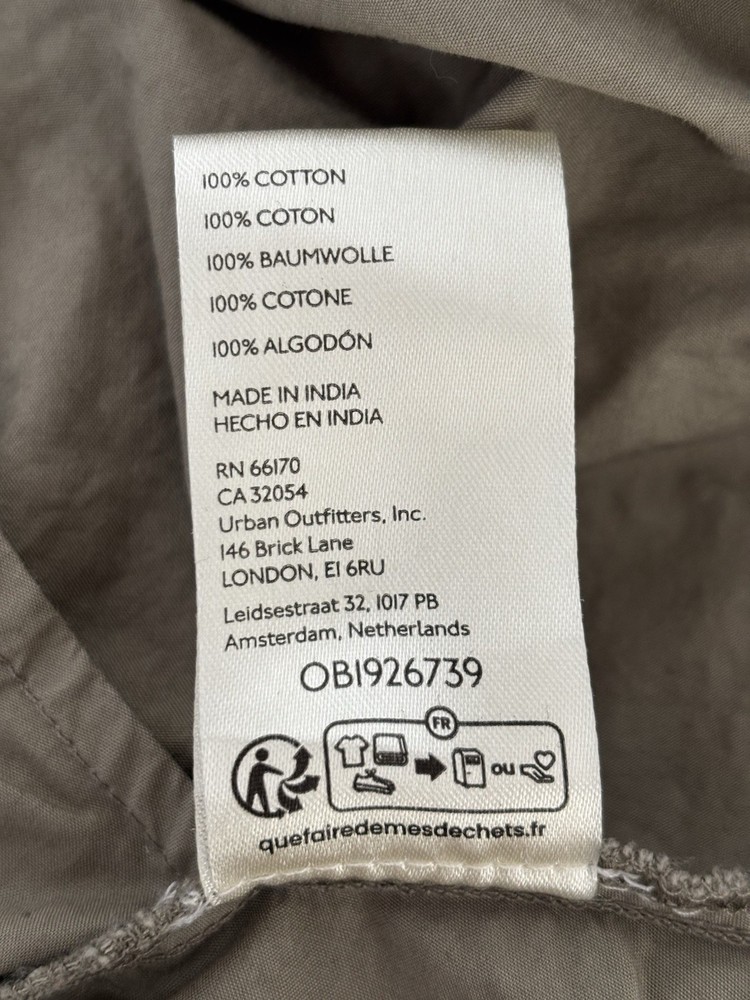 100% COTTON
100% COTON
100% BAUMWOLLE
100% COTONE
100% ALGODÓN
MADE IN INDIA
HECHO EN INDIA
RN 66170
CA 32054
Urban Outfitters, Inc.
146 Brick Lane
LONDON, E1 6RU
Leidsestraat 32, 1017 PB
Amsterdam, Netherlands
OB1926739
FR
ou
quefairedemesdechets.fr